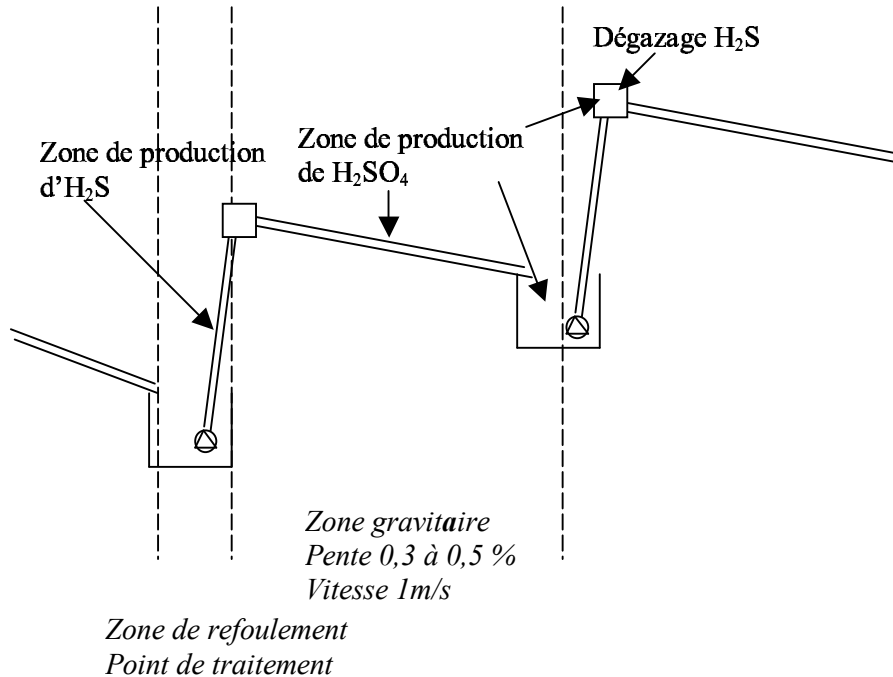 Dégazage H₂S
Zone de production
d'H₂S
Zone de production
de H₂SO₄
Zone gravitaire
Pente 0,3 à 0,5 %
Vitesse 1m/s
Zone de refoulement
Point de traitement